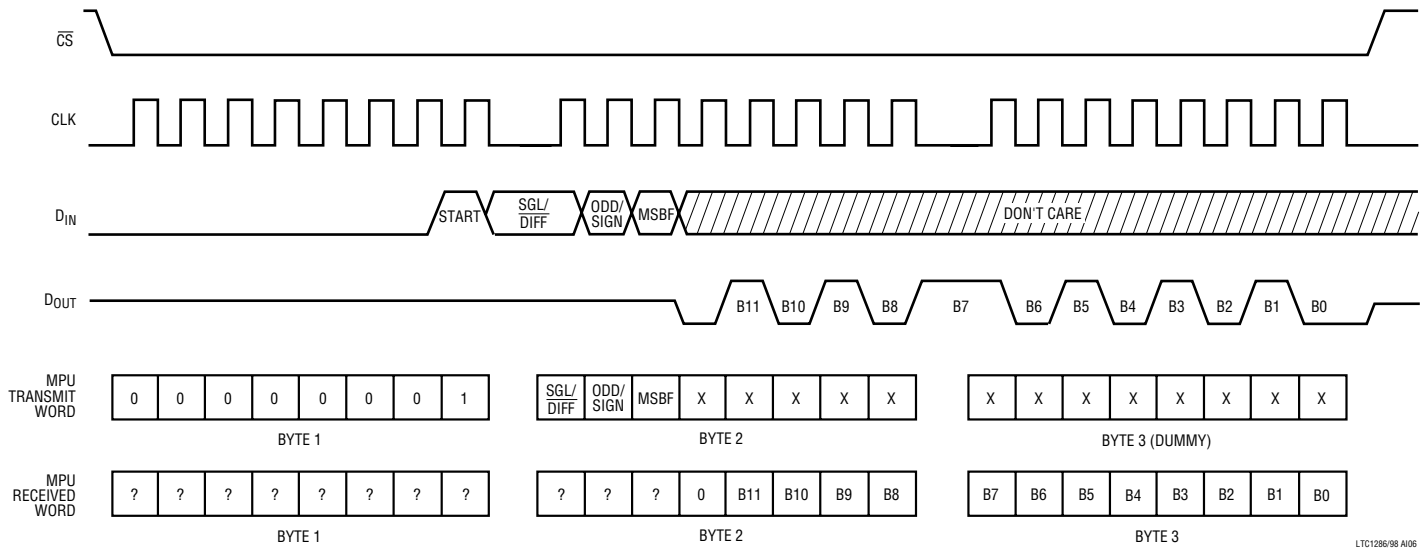 CS
CLK
DIN
START
SGL/
DIFF
ODD/
SIGN
MSBF
DON'T CARE
DOUT
B11 B10 B9 B8 B7 B6 B5 B4 B3 B2 B1 B0
MPU
TRANSMIT
WORD
0 0 0 0 0 0 0 1
SGL/
DIFF
ODD/
SIGN
MSBF X X X X X
X X X X X X X X
BYTE 1
BYTE 2
BYTE 3 (DUMMY)
MPU
RECEIVED
WORD
? ? ? ? ? ? ? ?
? ? ? 0 B11 B10 B9 B8
B7 B6 B5 B4 B3 B2 B1 B0
BYTE 1
BYTE 2
BYTE 3
LTC1286/98 AI06